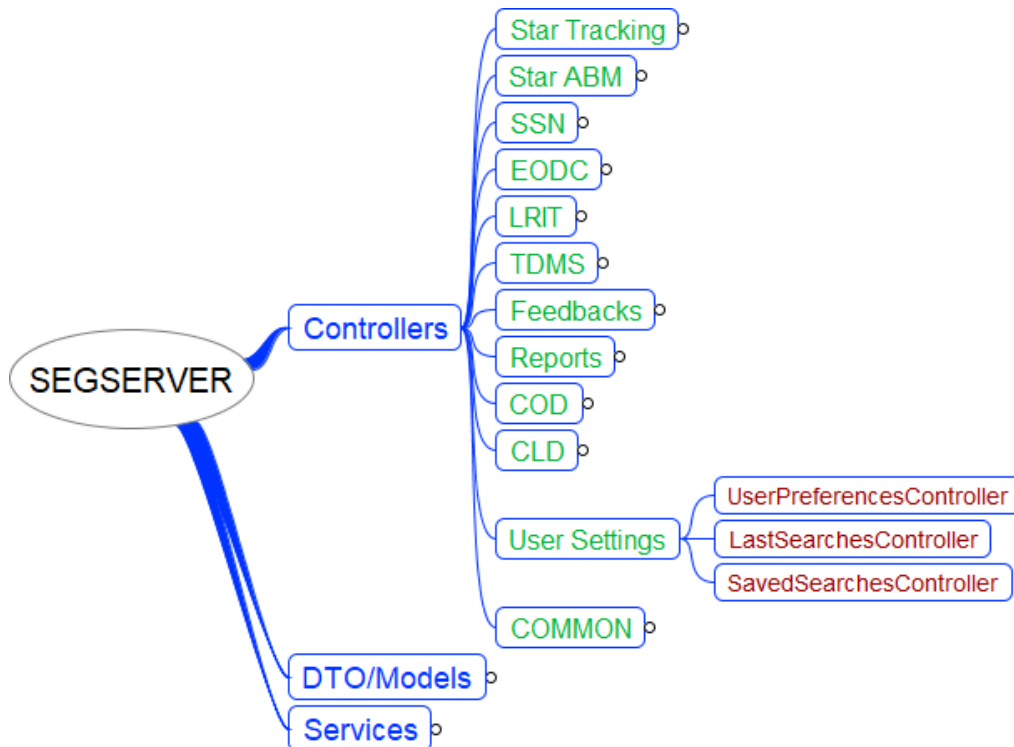 SEGSERVER
Controllers
Star Tracking
Star ABM
SSN
EODC
LRIT
TDMS
Feedbacks
Reports
COD
CLD
User Settings
UserPreferencesController
LastSearchesController
SavedSearchesController
COMMON
DTO/Models
Services